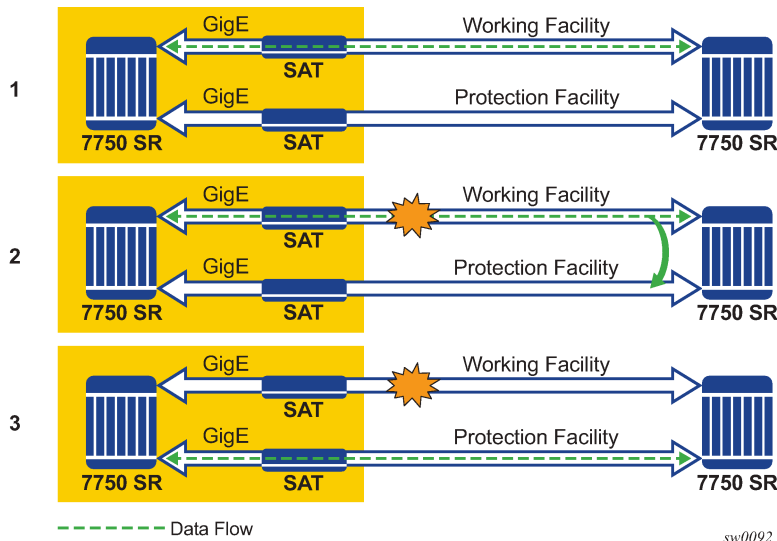 GigE Working Facility
SAT
1
GigE Protection Facility
7750 SR SAT 7750 SR
GigE Working Facility
SAT
2
GigE Protection Facility
7750 SR SAT 7750 SR
GigE Working Facility
SAT
3
GigE Protection Facility
7750 SR SAT 7750 SR
Data Flow
sw0092